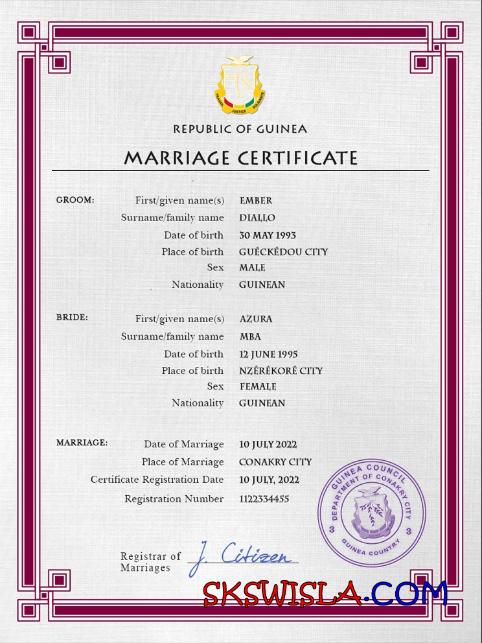 REPUBLIC OF GUINEA
MARRIAGE CERTIFICATE
GROOM: First/given name(s) EMBER
Surname/family name DIALLO
Date of birth 30 MAY 1993
Place of birth GUÉCKÉDOU CITY
Sex MALE
Nationality GUINEAN
BRIDE: First/given name(s) AZURA
Surname/family name MBA
Date of birth 12 JUNE 1995
Place of birth NZÉRÉKORÉ CITY
Sex FEMALE
Nationality GUINEAN
MARRIAGE: Date of Marriage 10 JULY 2022
Place of Marriage CONAKRY CITY
Certificate Registration Date 10 JULY, 2022
Registration Number 1122334455
GUINEA COUNCIL
DEPARTMENT OF CONAKRY CITY
3 3
GUINEA COUNTRY
Registrar of Marriages J. Citizen
SKSWISLA.COM